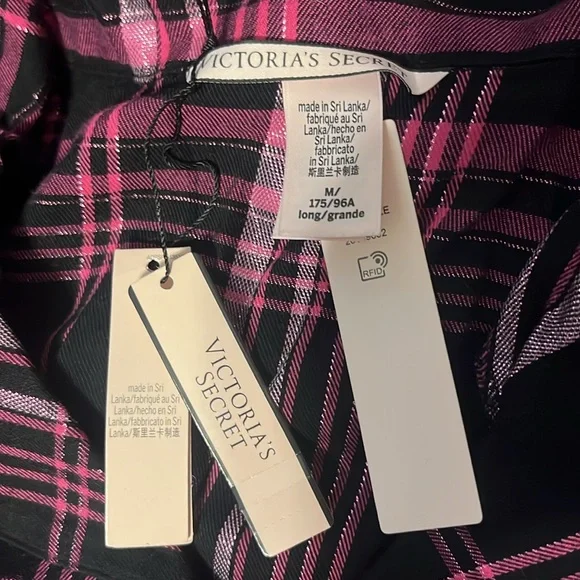 VICTORIA'S SECRET
made in Sri Lanka/
fabriqué au Sri
Lanka/hecho en
Sri Lanka/
fabbricato
in Sri Lanka/
斯里兰卡制造
M/
175/96A
long/grande
RFID
made in Sri
Lanka/fabriqué au Sri
Lanka/hecho en Sri
Lanka/fabbricato in Sri
Lanka/斯里兰卡制造
VICTORIA'S
SECRET